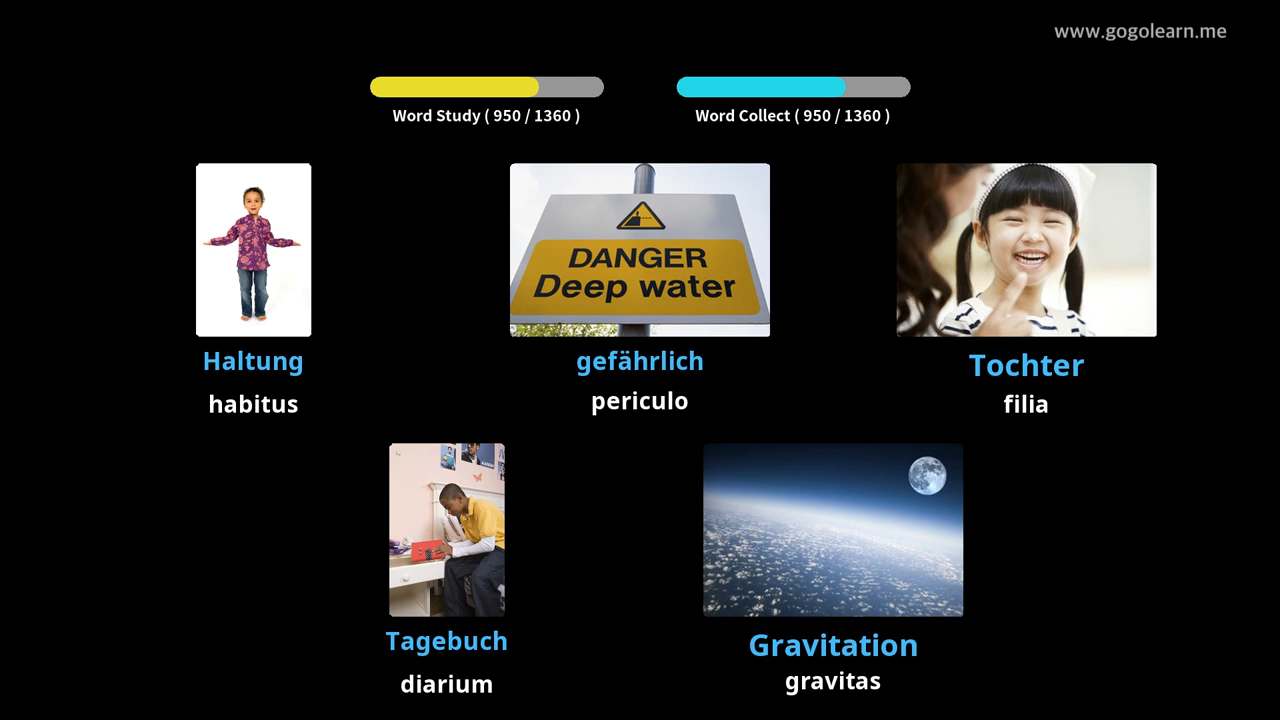 www.gogolearn.me
Word Study ( 950 / 1360 )
Word Collect ( 950 / 1360 )
DANGER
Deep water
Haltung
habitus
gefährlich
periculo
Tochter
filia
Tagebuch
diarium
Gravitation
gravitas